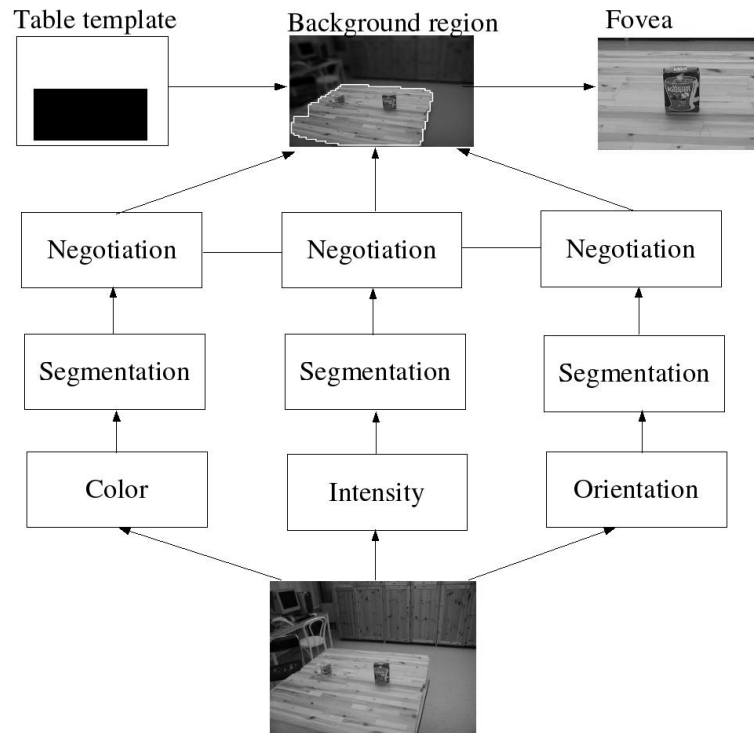 Table template
Background region
Fovea
Negotiation
Negotiation
Negotiation
Segmentation
Segmentation
Segmentation
Color
Intensity
Orientation